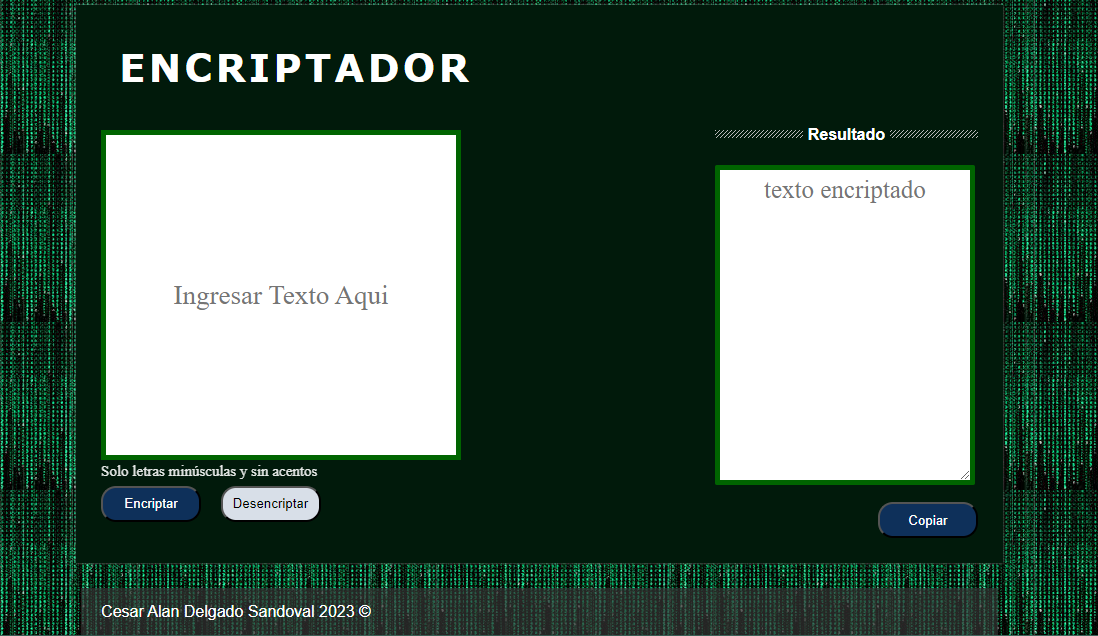 ENCRIPTADOR
Ingresar Texto Aqui
Solo letras minúsculas y sin acentos
Encriptar
Desencriptar
Resultado
texto encriptado
Copiar
Cesar Alan Delgado Sandoval 2023 ©